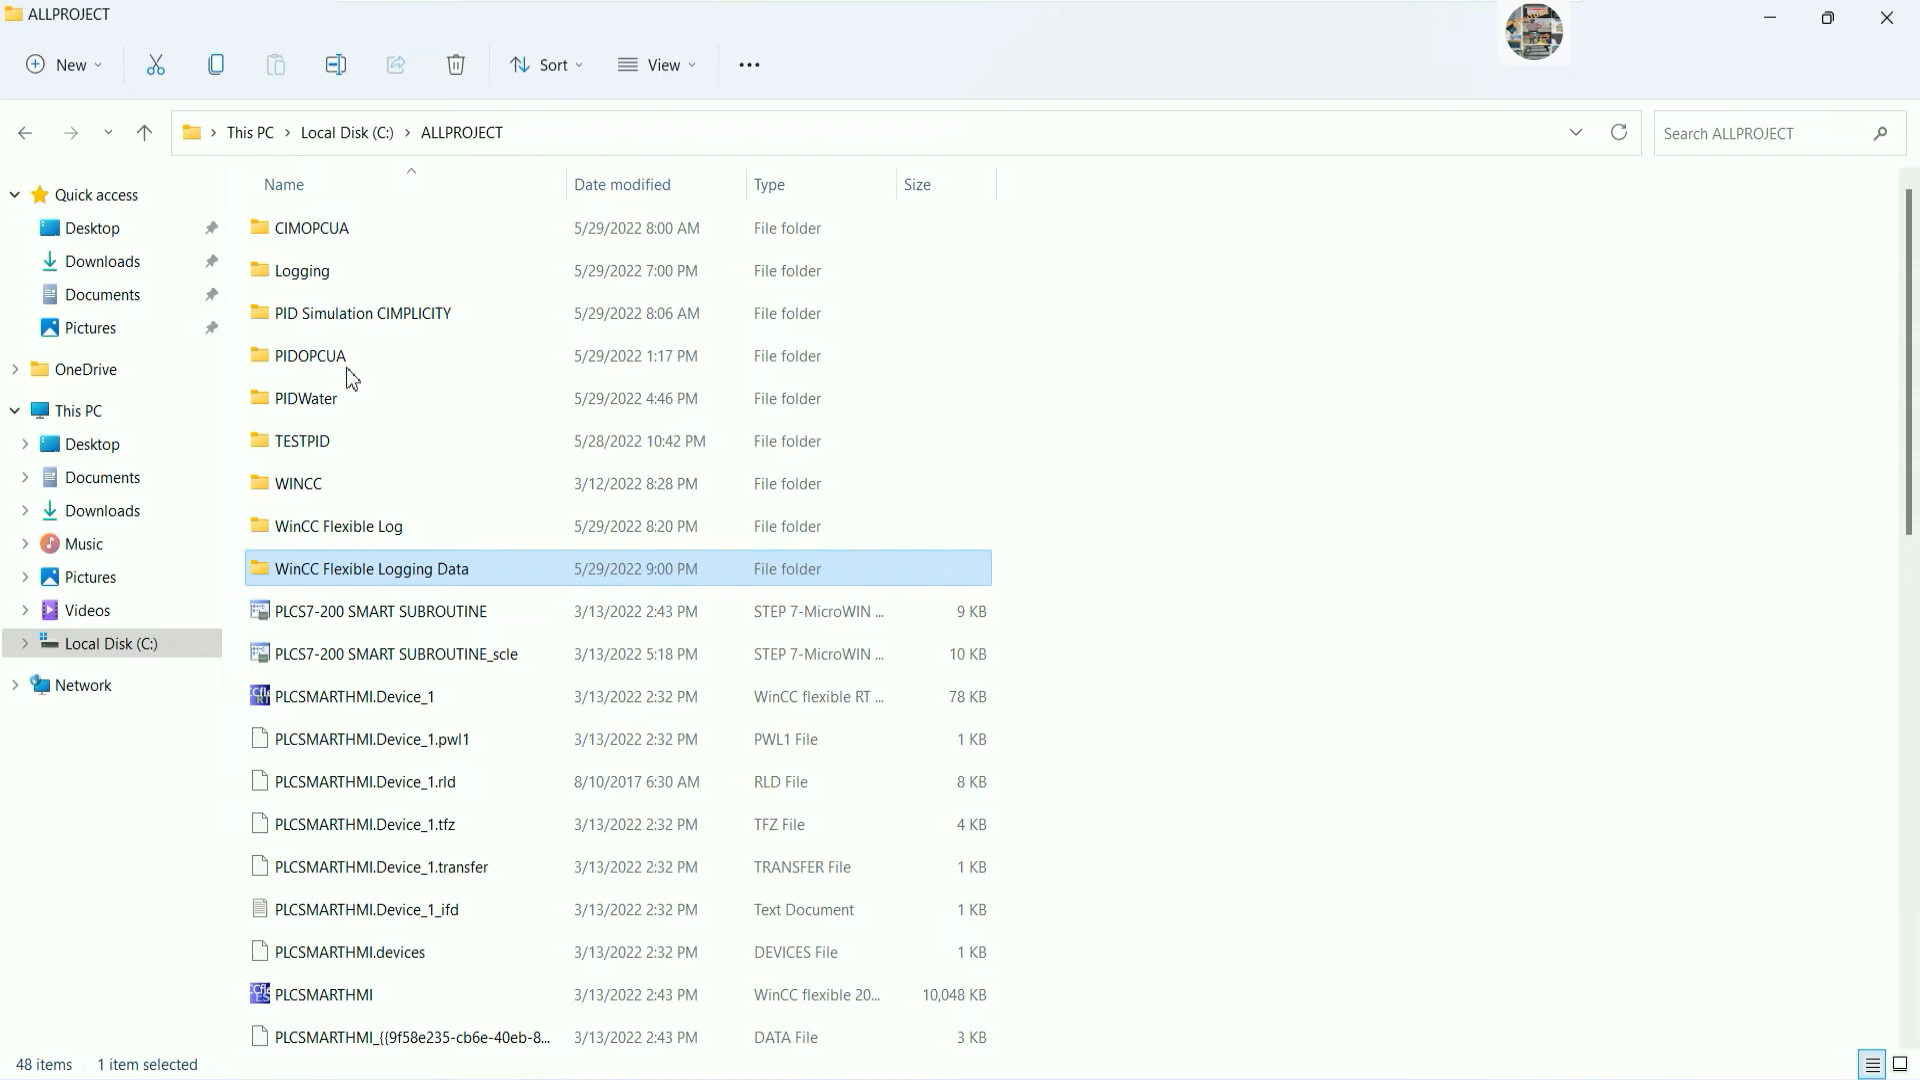 ALLPROJECT
New Sort View
This PC Local Disk (C:) ALLPROJECT Search ALLPROJECT
Name Date modified Type Size
Quick access
Desktop
Downloads
Documents
Pictures
OneDrive
This PC
Desktop
Documents
Downloads
Music
Pictures
Videos
Local Disk (C:)
Network
CIMOPCUA 5/29/2022 8:00 AM File folder
Logging 5/29/2022 7:00 PM File folder
PID Simulation CIMPLICITY 5/29/2022 8:06 AM File folder
PIDOPCUA 5/29/2022 1:17 PM File folder
PIDWater 5/29/2022 4:46 PM File folder
TESTPID 5/28/2022 10:42 PM File folder
WINCC 3/12/2022 8:28 PM File folder
WinCC Flexible Log 5/29/2022 8:20 PM File folder
WinCC Flexible Logging Data 5/29/2022 9:00 PM File folder
PLCS7-200 SMART SUBROUTINE 3/13/2022 2:43 PM STEP 7-MicroWIN ... 9 KB
PLCS7-200 SMART SUBROUTINE_scle 3/13/2022 5:18 PM STEP 7-MicroWIN ... 10 KB
PLCSMARTHMI.Device_1 3/13/2022 2:32 PM WinCC flexible RT ... 78 KB
PLCSMARTHMI.Device_1.pwl1 3/13/2022 2:32 PM PWL1 File 1 KB
PLCSMARTHMI.Device_1.rld 8/10/2017 6:30 AM RLD File 8 KB
PLCSMARTHMI.Device_1.tfz 3/13/2022 2:32 PM TFZ File 4 KB
PLCSMARTHMI.Device_1.transfer 3/13/2022 2:32 PM TRANSFER File 1 KB
PLCSMARTHMI.Device_1_ifd 3/13/2022 2:32 PM Text Document 1 KB
PLCSMARTHMI.devices 3/13/2022 2:32 PM DEVICES File 1 KB
PLCSMARTHMI 3/13/2022 2:43 PM WinCC flexible 20... 10,048 KB
PLCSMARTHMI_{{9f58e235-cb6e-40eb-8... 3/13/2022 2:43 PM DATA File 3 KB
48 items 1 item selected